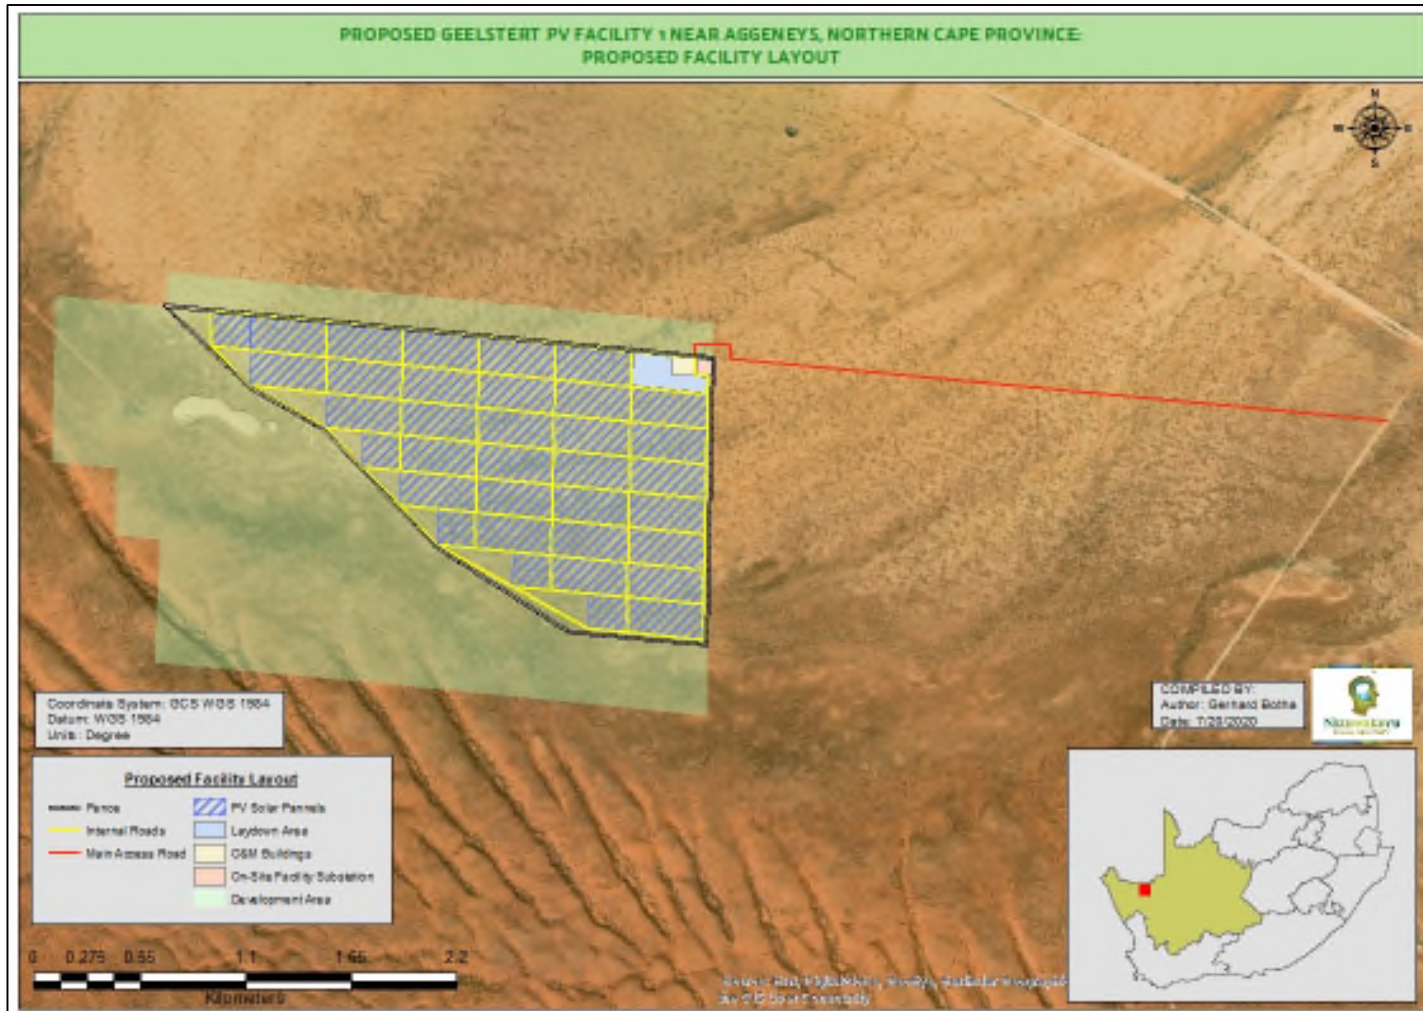 PROPOSED GEELSTERT PV FACILITY 1 NEAR AGGENEYS, NORTHERN CAPE PROVINCE:
PROPOSED FACILITY LAYOUT
N
W E
S
Coordinate System: GCS WGS 1984
Datum: WGS 1984
Units: Degree
COMPILED BY:
Author: Gerhard Botha
Date: 7/28/2020
Proposed Facility Layout
Fence
Internal Roads
Main Access Road
PV Solar Pannels
Laydown Area
O&M Buildings
On-Site Facility Substation
Development Area
0 0.275 0.55 1.1 1.65 2.2
Kilometers